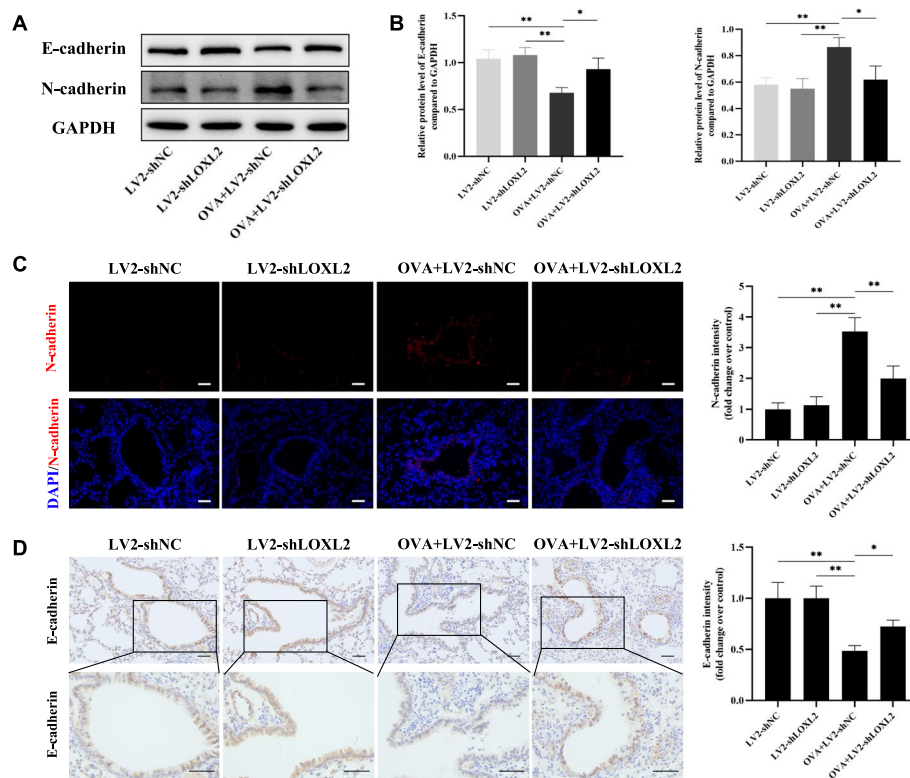 A
E-cadherin
N-cadherin
GAPDH
LV2-shNC
LV2-shLOXL2
OVA+LV2-shNC
OVA+LV2-shLOXL2
B
Relative protein level of E-cadherin
compared to GAPDH
1.5
1.0
0.5
0.0
**
**
*
LV2-shNC
LV2-shLOXL2
OVA+LV2-shNC
OVA+LV2-shLOXL2
Relative protein level of N-cadherin
compared to GAPDH
1.0
0.8
0.6
0.4
0.2
0.0
**
**
*
LV2-shNC
LV2-shLOXL2
OVA+LV2-shNC
OVA+LV2-shLOXL2
C
LV2-shNC
LV2-shLOXL2
OVA+LV2-shNC
OVA+LV2-shLOXL2
N-cadherin
DAPI/N-cadherin
N-cadherin intensity
(fold change over control)
5
4
3
2
1
0
**
**
**
LV2-shNC
LV2-shLOXL2
OVA+LV2-shNC
OVA+LV2-shLOXL2
D
LV2-shNC
LV2-shLOXL2
OVA+LV2-shNC
OVA+LV2-shLOXL2
E-cadherin
E-cadherin
E-cadherin intensity
(fold change over control)
1.5
1.0
0.5
0.0
**
**
*
LV2-shNC
LV2-shLOXL2
OVA+LV2-shNC
OVA+LV2-shLOXL2